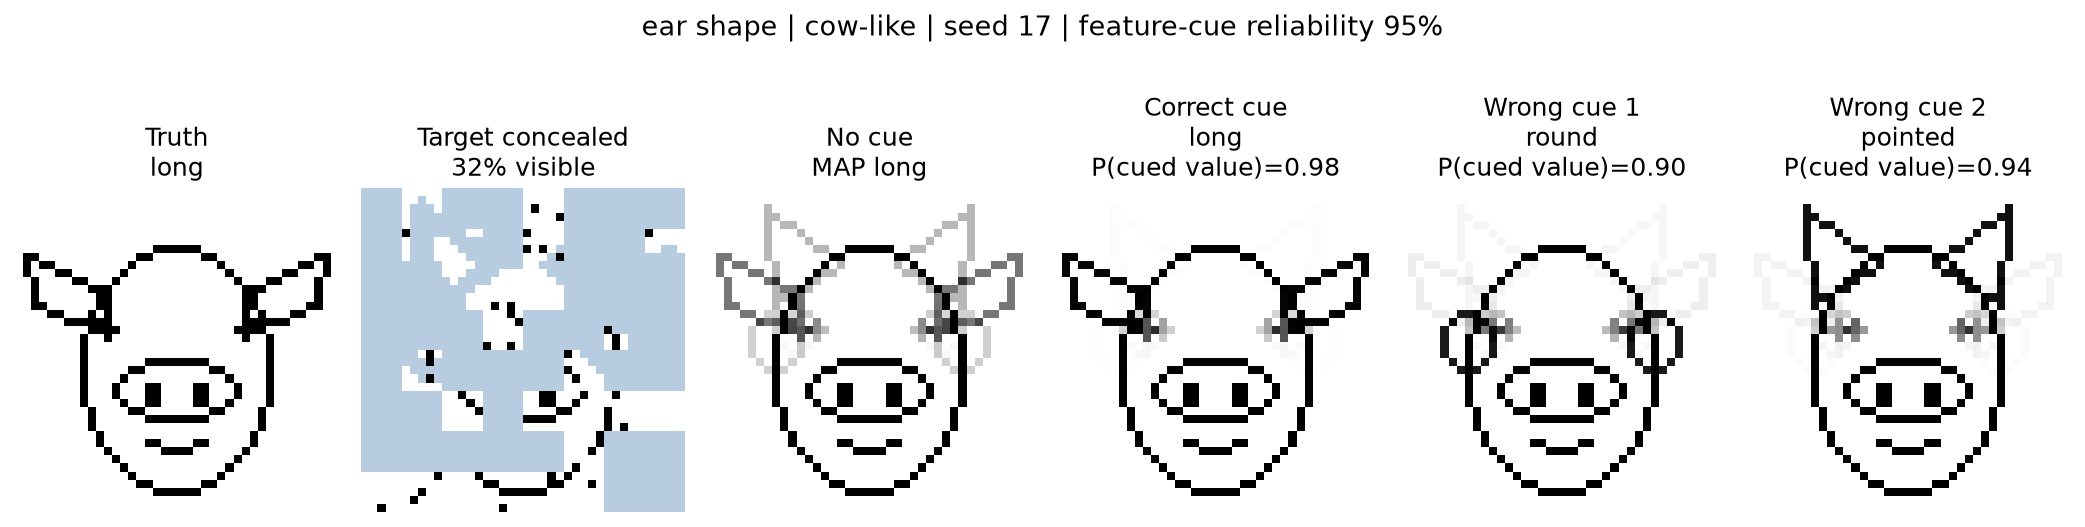 ear shape | cow-like | seed 17 | feature-cue reliability 95%
Truth
long
Target concealed
32% visible
No cue
MAP long
Correct cue
long
P(cued value)=0.98
Wrong cue 1
round
P(cued value)=0.90
Wrong cue 2
pointed
P(cued value)=0.94